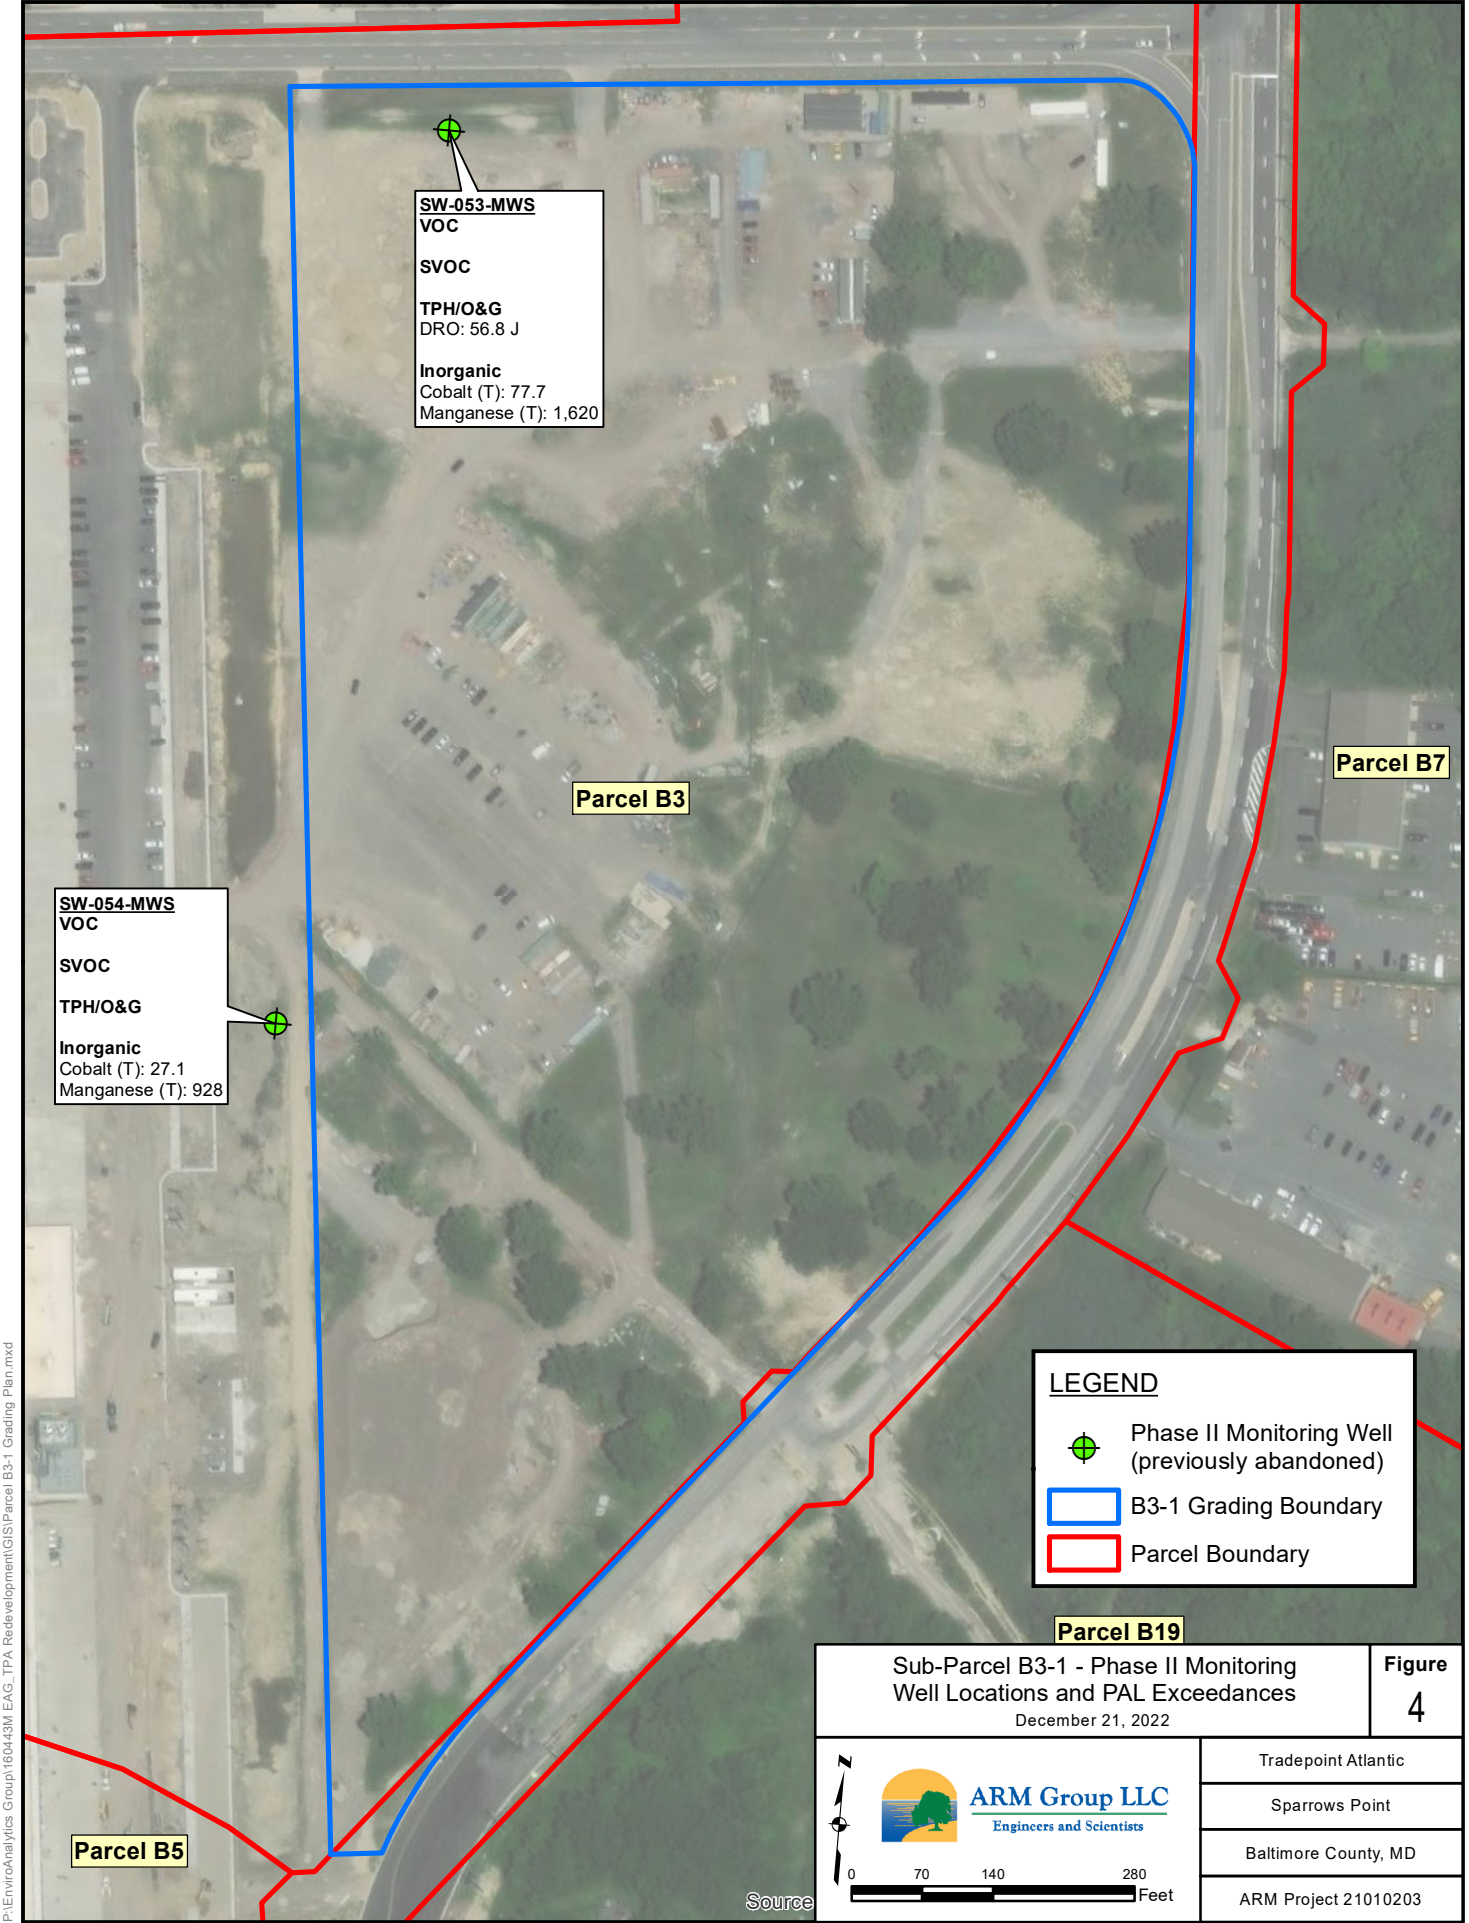 SW-053-MWS
VOC
SVOC
TPH/O&G
DRO: 56.8 J
Inorganic
Cobalt (T): 77.7
Manganese (T): 1,620
Parcel B7
Parcel B3
SW-054-MWS
VOC
SVOC
TPH/O&G
Inorganic
Cobalt (T): 27.1
Manganese (T): 928
LEGEND
Phase II Monitoring Well
(previously abandoned)
B3-1 Grading Boundary
Parcel Boundary
Parcel B19
Parcel B5
Sub-Parcel B3-1 - Phase II Monitoring
Well Locations and PAL Exceedances
December 21, 2022
Figure
4
N
ARM Group LLC
Engineers and Scientists
0 70 140 280
Feet
Tradepoint Atlantic
Sparrows Point
Baltimore County, MD
ARM Project 21010203
Source
P:\EnviroAnalytics Group\160443M EAG_TPA Redevelopment\GIS\Parcel B3-1 Grading Plan.mxd